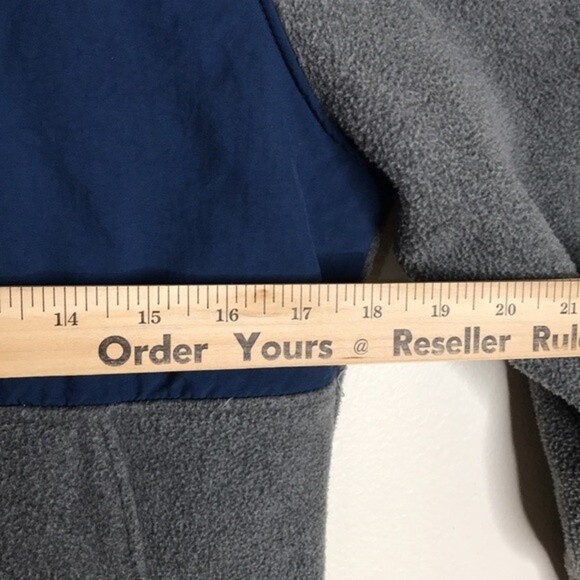 14 15 16 17 18 19 20 21
Order Yours @ Reseller Rul